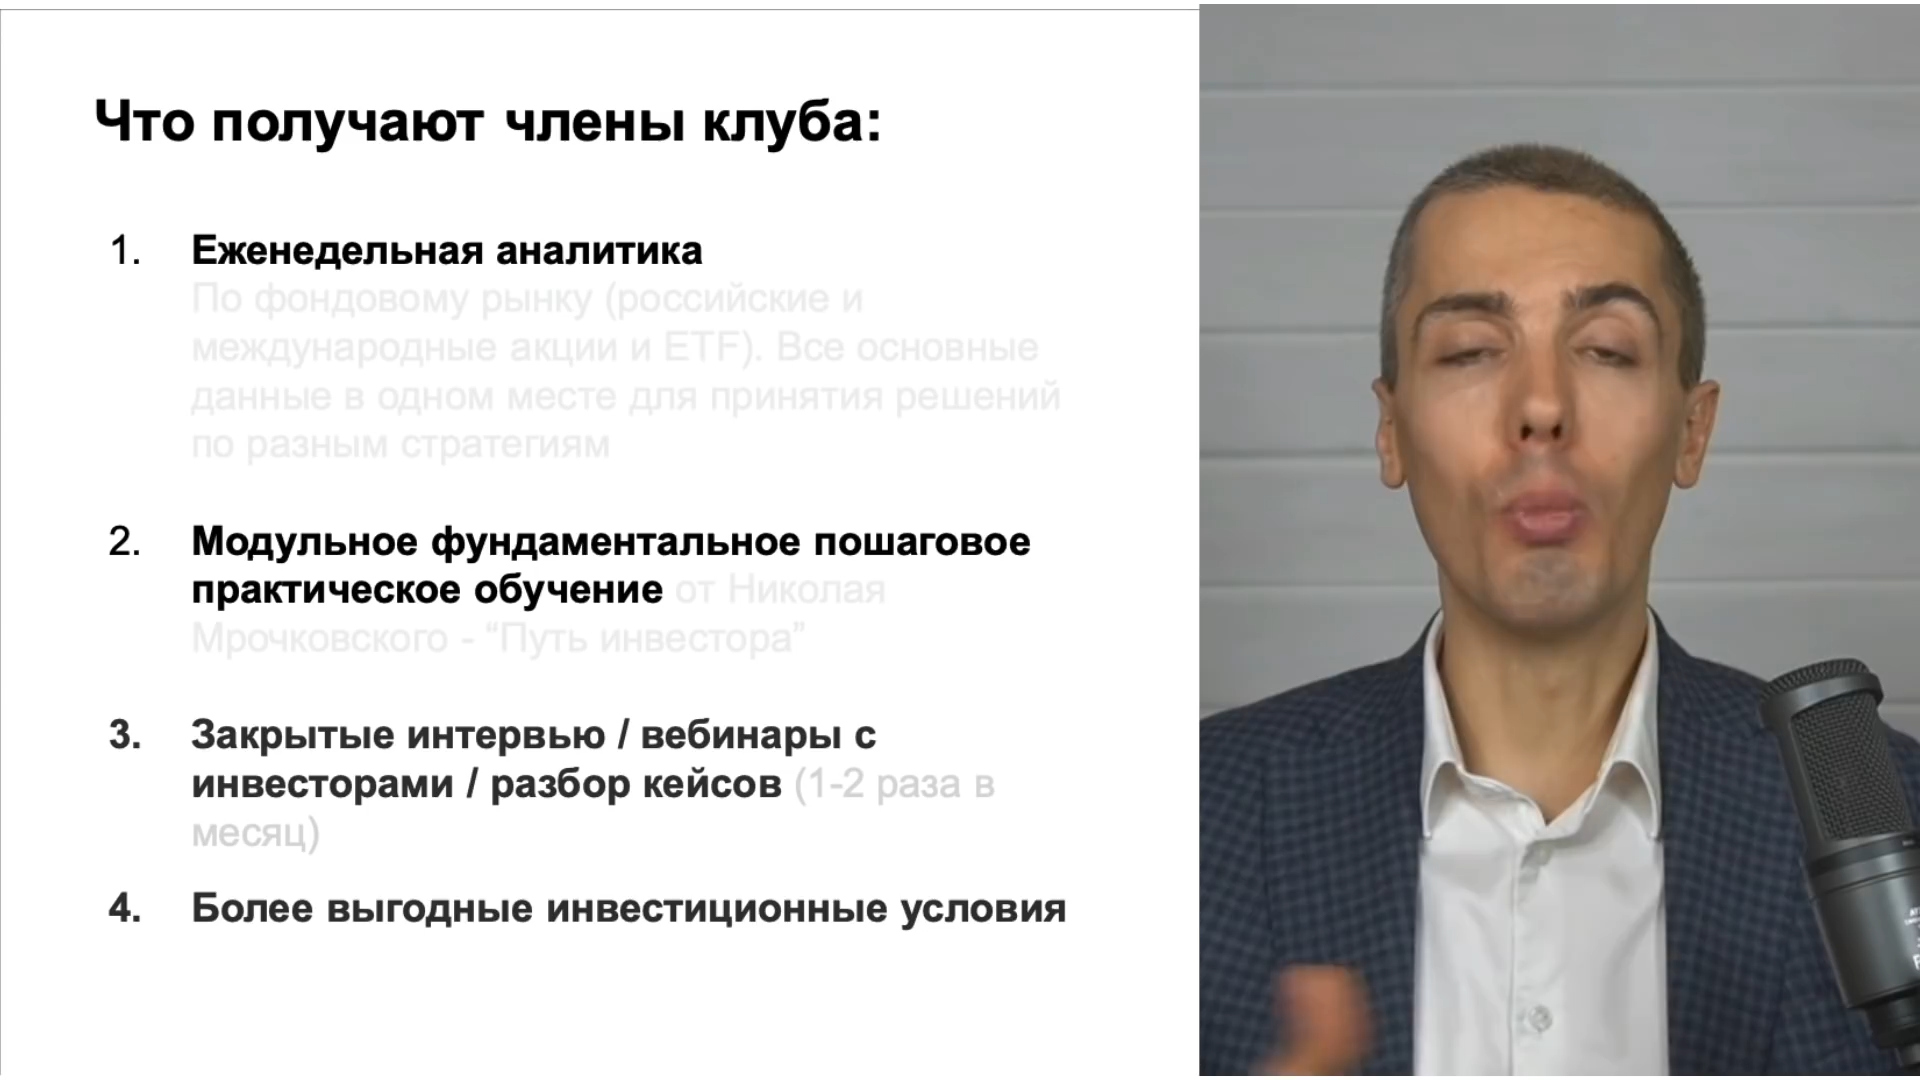 Что получают члены клуба:
1. Еженедельная аналитика
По фондовому рынку (российские и
международные акции и ETF). Все основные
данные в одном месте для принятия решений
по разным стратегиям
2. Модульное фундаментальное пошаговое
практическое обучение от Николая
Мрочковского - “Путь инвестора”
3. Закрытые интервью / вебинары с
инвесторами / разбор кейсов (1-2 раза в
месяц)
4. Более выгодные инвестиционные условия